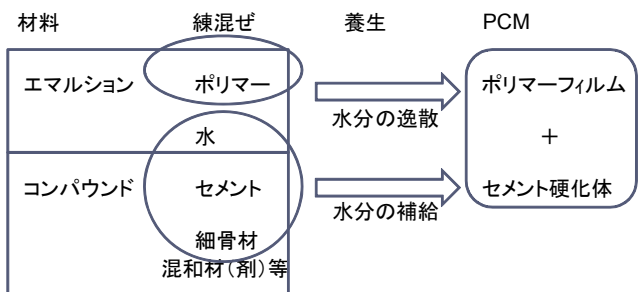 材料 練混ぜ 養生 PCM
エマルション ポリマー ポリマーフィルム
水分の逸散
水 +
コンパウンド セメント セメント硬化体
水分の補給
細骨材
混和材(剤)等